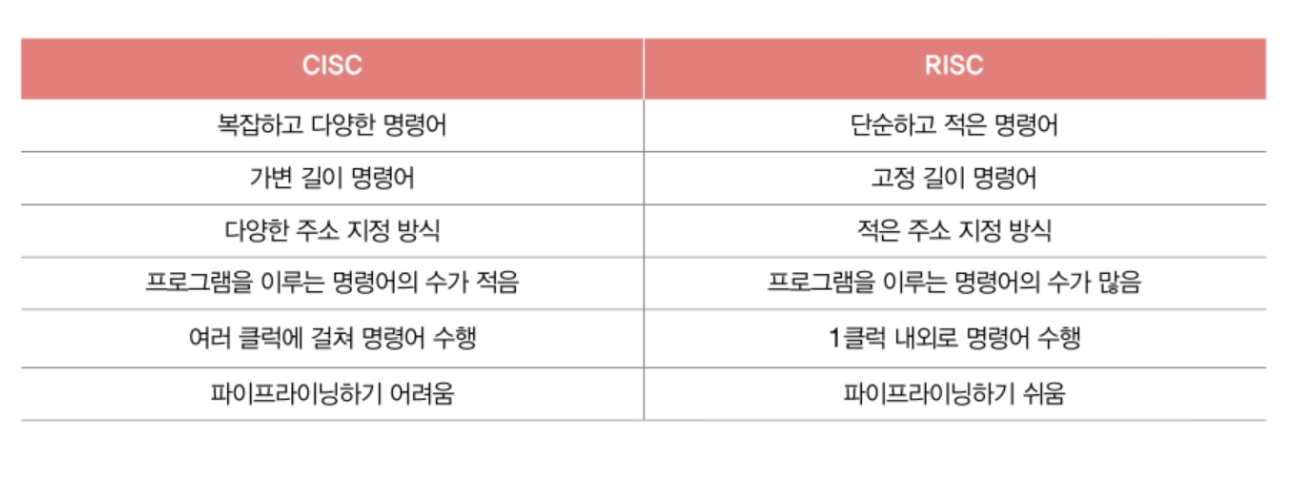 CISC RISC
복잡하고 다양한 명령어 단순하고 적은 명령어
가변 길이 명령어 고정 길이 명령어
다양한 주소 지정 방식 적은 주소 지정 방식
프로그램을 이루는 명령어의 수가 적음 프로그램을 이루는 명령어의 수가 많음
여러 클럭에 걸쳐 명령어 수행 1클럭 내외로 명령어 수행
파이프라이닝하기 어려움 파이프라이닝하기 쉬움